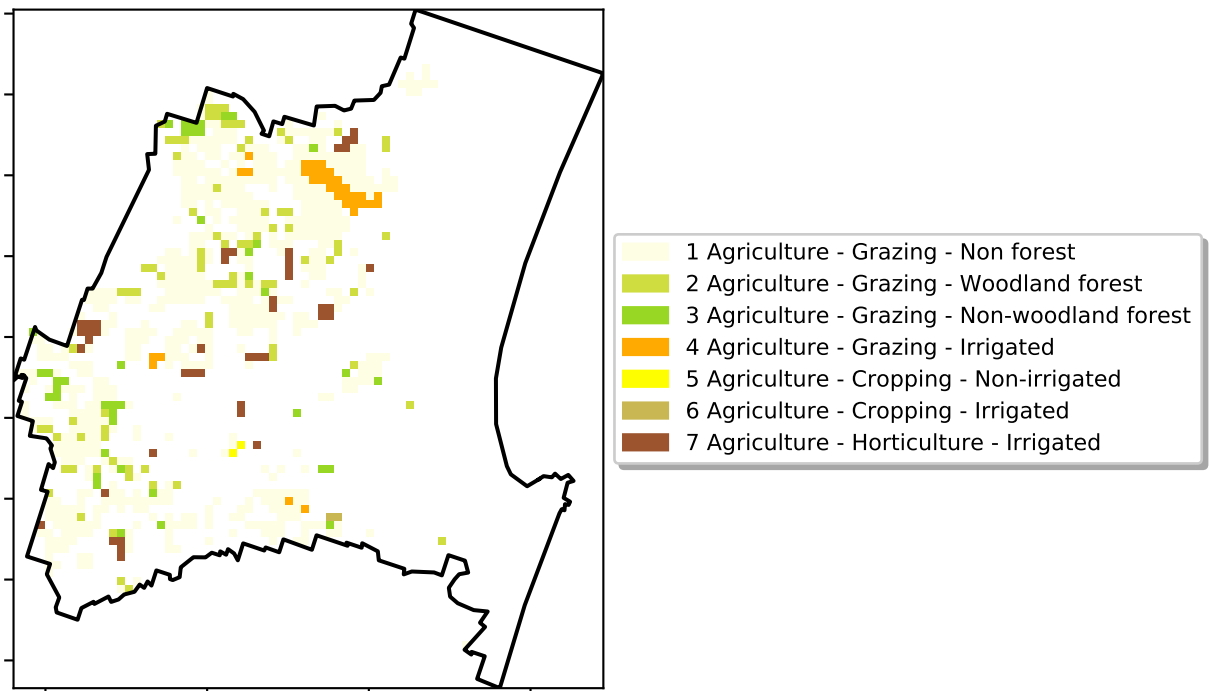 1 Agriculture - Grazing - Non forest
2 Agriculture - Grazing - Woodland forest
3 Agriculture - Grazing - Non-woodland forest
4 Agriculture - Grazing - Irrigated
5 Agriculture - Cropping - Non-irrigated
6 Agriculture - Cropping - Irrigated
7 Agriculture - Horticulture - Irrigated